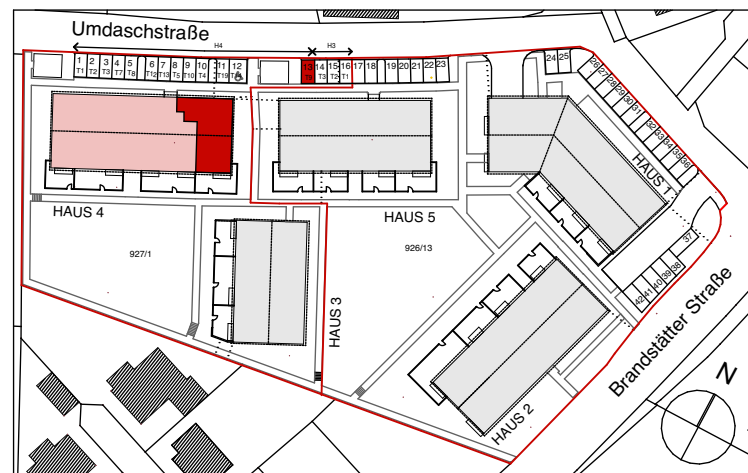 Umdaschstraße
H4 H3
1 2 3 4 5 6 7 8 9 10 11 12 13 14 15 16 17 18 19 20 21 22 23 24 25
T1 T2 T3 T7 T8 T12 T13 T5 T10 T4 T19 T3 T2 T1
26 27 28 29 30 31 32 33 34 35 36
HAUS 1
HAUS 4
HAUS 5
927/1
926/13
37
38
39
40
41
42
HAUS 3
HAUS 2
Brandstätter Straße
N